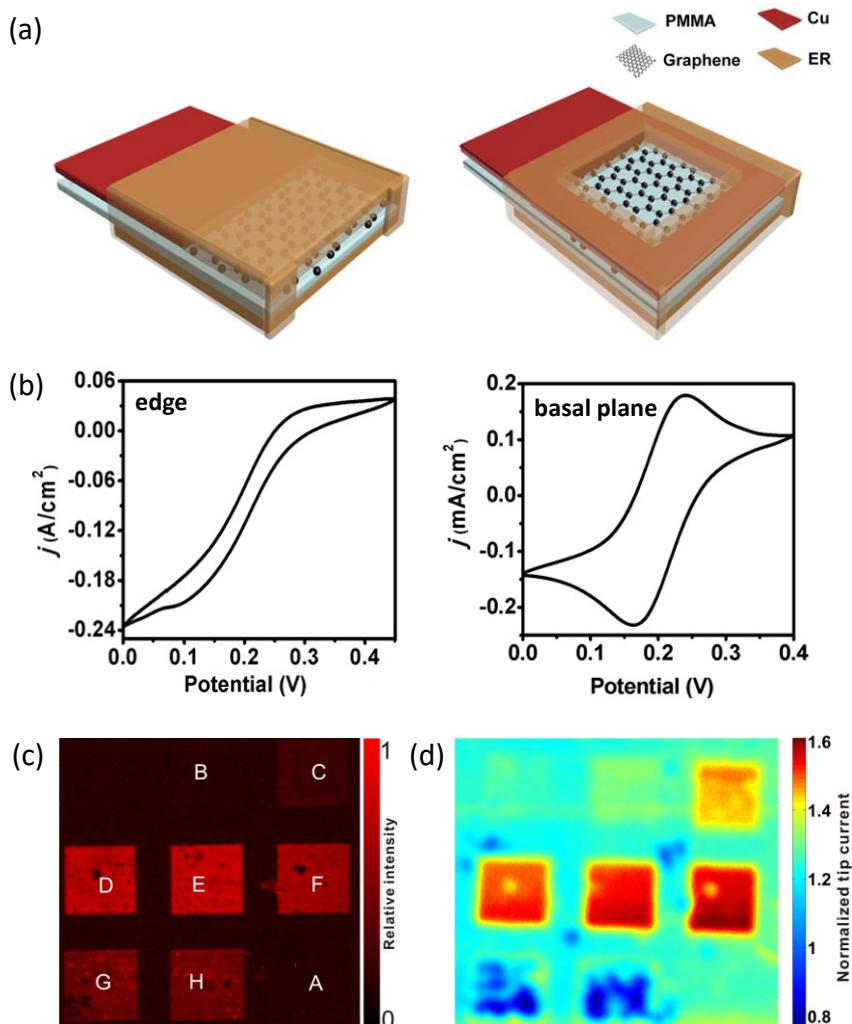 (a)
PMMA
Cu
Graphene
ER
(b)
j (A/cm²)
0.06
0.00
-0.06
-0.12
-0.18
-0.24
edge
0.0 0.1 0.2 0.3 0.4
Potential (V)
j (mA/cm²)
0.2
0.1
0.0
-0.1
-0.2
basal plane
0.0 0.1 0.2 0.3 0.4
Potential (V)
(c)
B C
D E F
G H A
1
Relative intensity
0
(d)
1.6
1.4
1.2
1
0.8
Normalized tip current